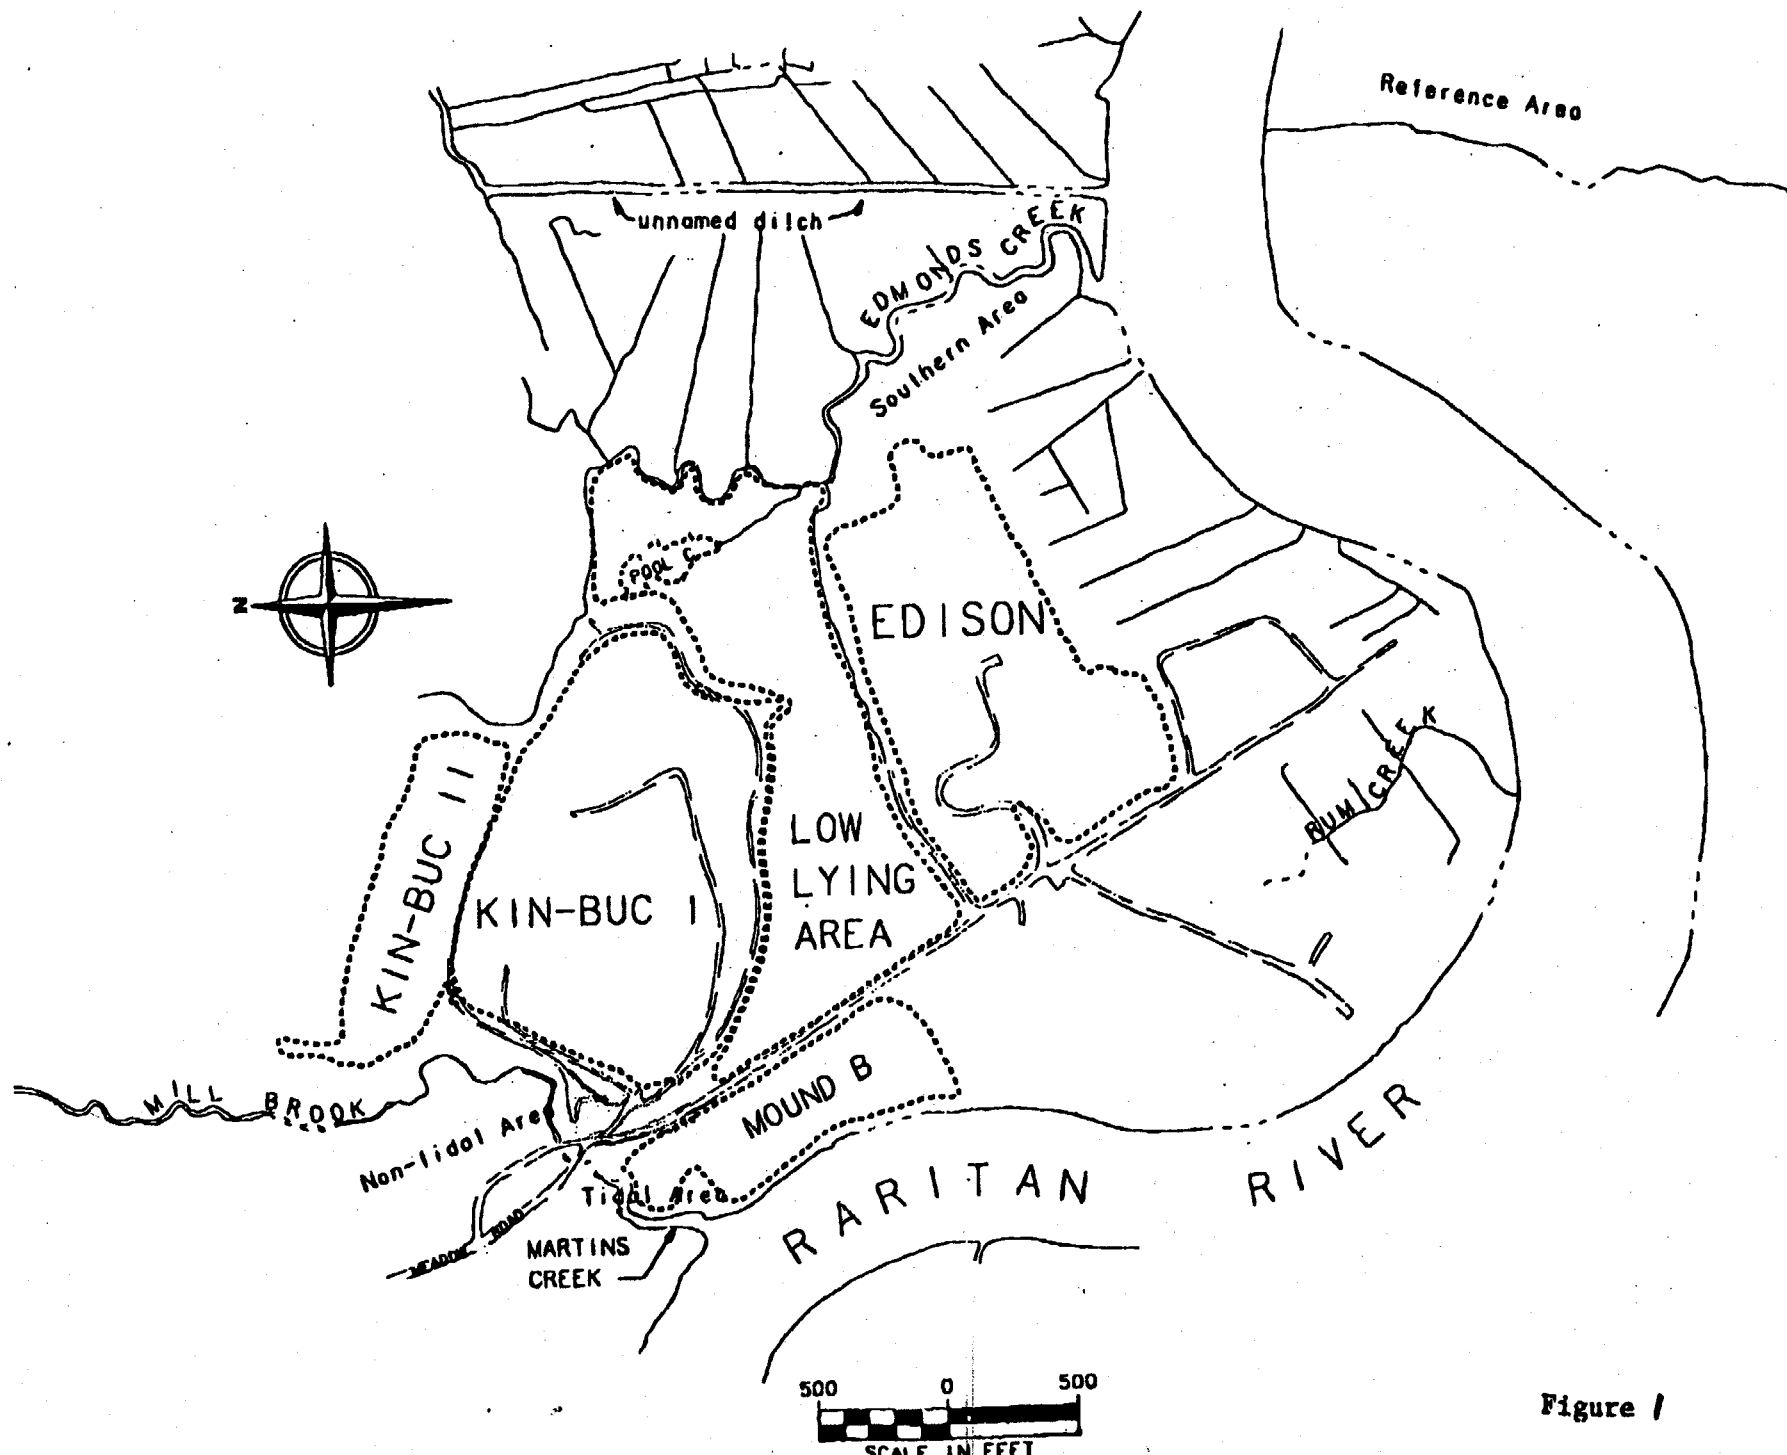 Reference Area
unnamed ditch
EDMONDS CREEK
Southern Area
POOL C
N
EDISON
KIN-BUC II
KIN-BUC I
LOW
LYING
AREA
RUM CREEK
MILL BROOK
MOUND B
Non-tidal Area
Tidal Area
MEADOW ROAD
MARTINS
CREEK
RARITAN RIVER
500 0 500
SCALE IN FEET
Figure 1